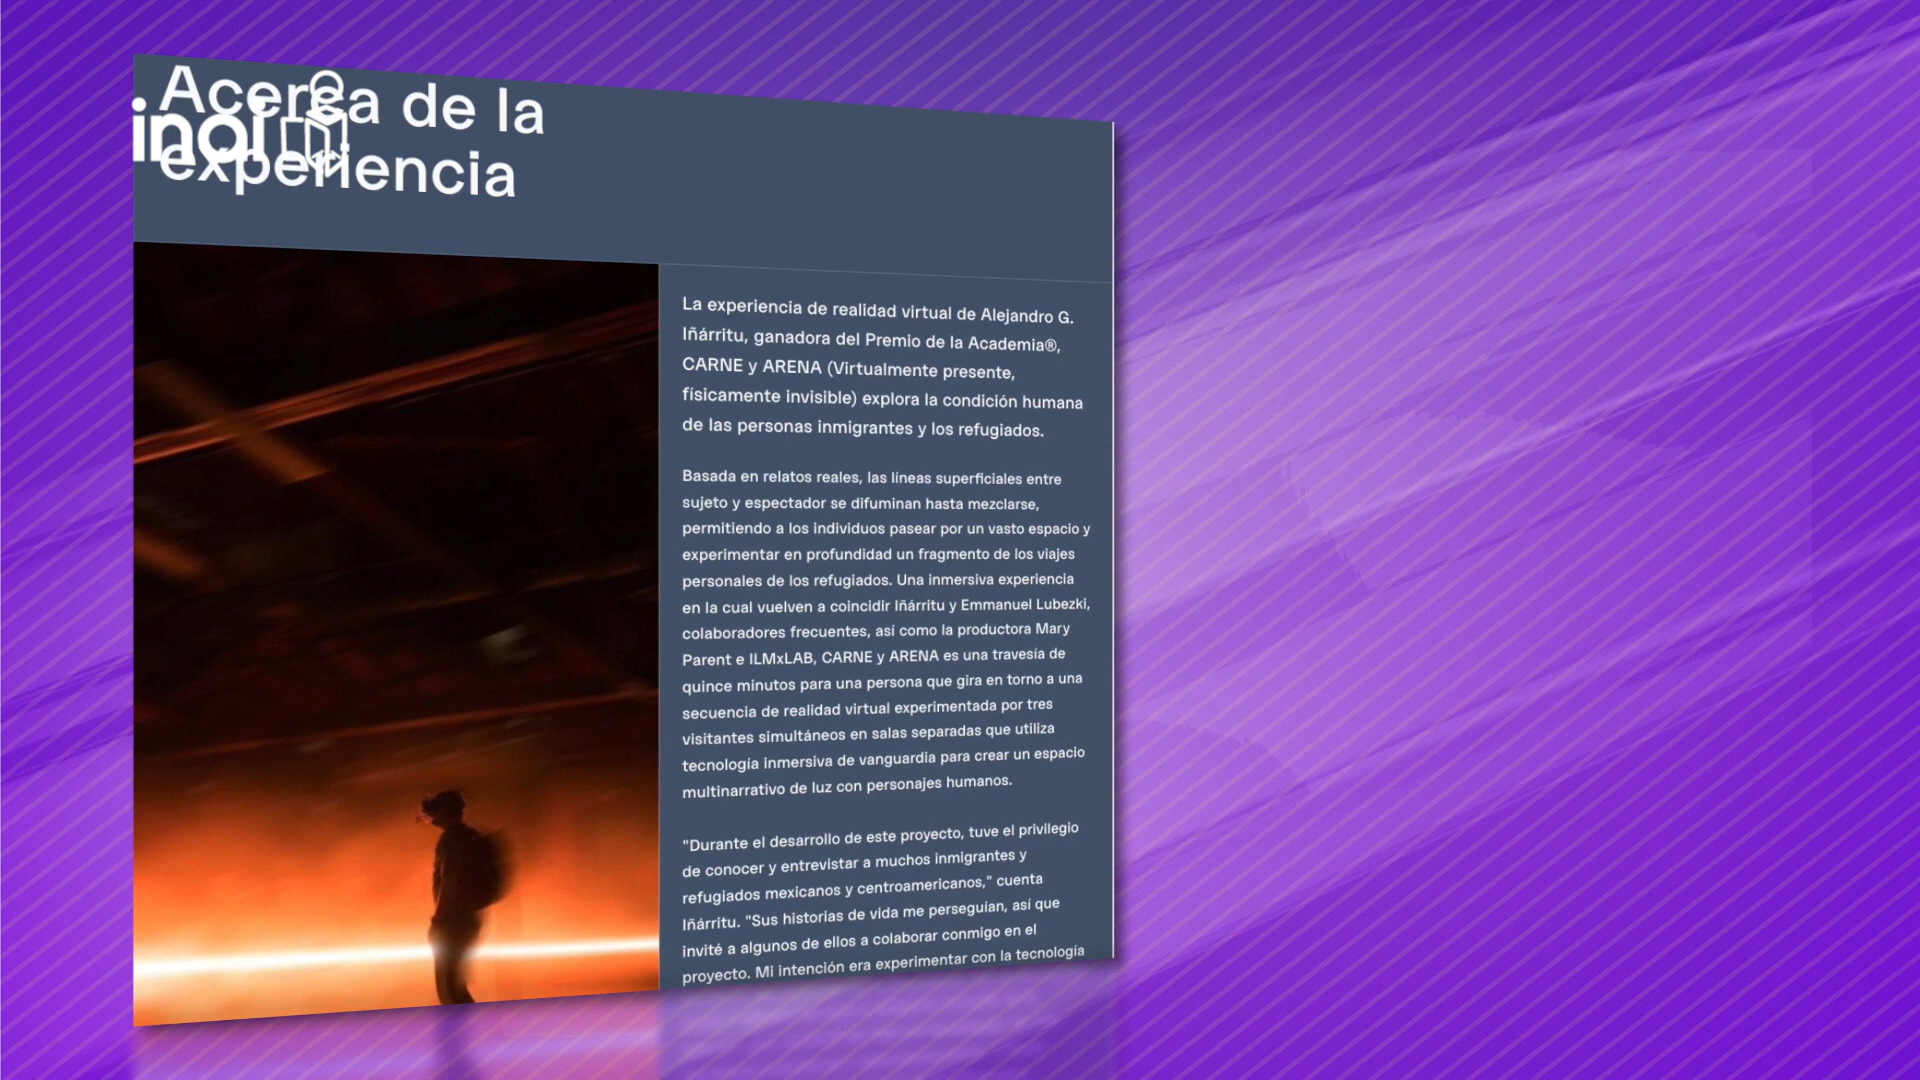 Acerca de la
experiencia
inoi
La experiencia de realidad virtual de Alejandro G.
Iñárritu, ganadora del Premio de la Academia®,
CARNE y ARENA (Virtualmente presente,
físicamente invisible) explora la condición humana
de las personas inmigrantes y los refugiados.
Basada en relatos reales, las líneas superficiales entre
sujeto y espectador se difuminan hasta mezclarse,
permitiendo a los individuos pasear por un vasto espacio y
experimentar en profundidad un fragmento de los viajes
personales de los refugiados. Una inmersiva experiencia
en la cual vuelven a coincidir Iñárritu y Emmanuel Lubezki,
colaboradores frecuentes, así como la productora Mary
Parent e ILMxLAB, CARNE y ARENA es una travesía de
quince minutos para una persona que gira en torno a una
secuencia de realidad virtual experimentada por tres
visitantes simultáneos en salas separadas que utiliza
tecnología inmersiva de vanguardia para crear un espacio
multinarrativo de luz con personajes humanos.
"Durante el desarrollo de este proyecto, tuve el privilegio
de conocer y entrevistar a muchos inmigrantes y
refugiados mexicanos y centroamericanos," cuenta
Iñárritu. "Sus historias de vida me perseguían, así que
invité a algunos de ellos a colaborar conmigo en el
proyecto. Mi intención era experimentar con la tecnología